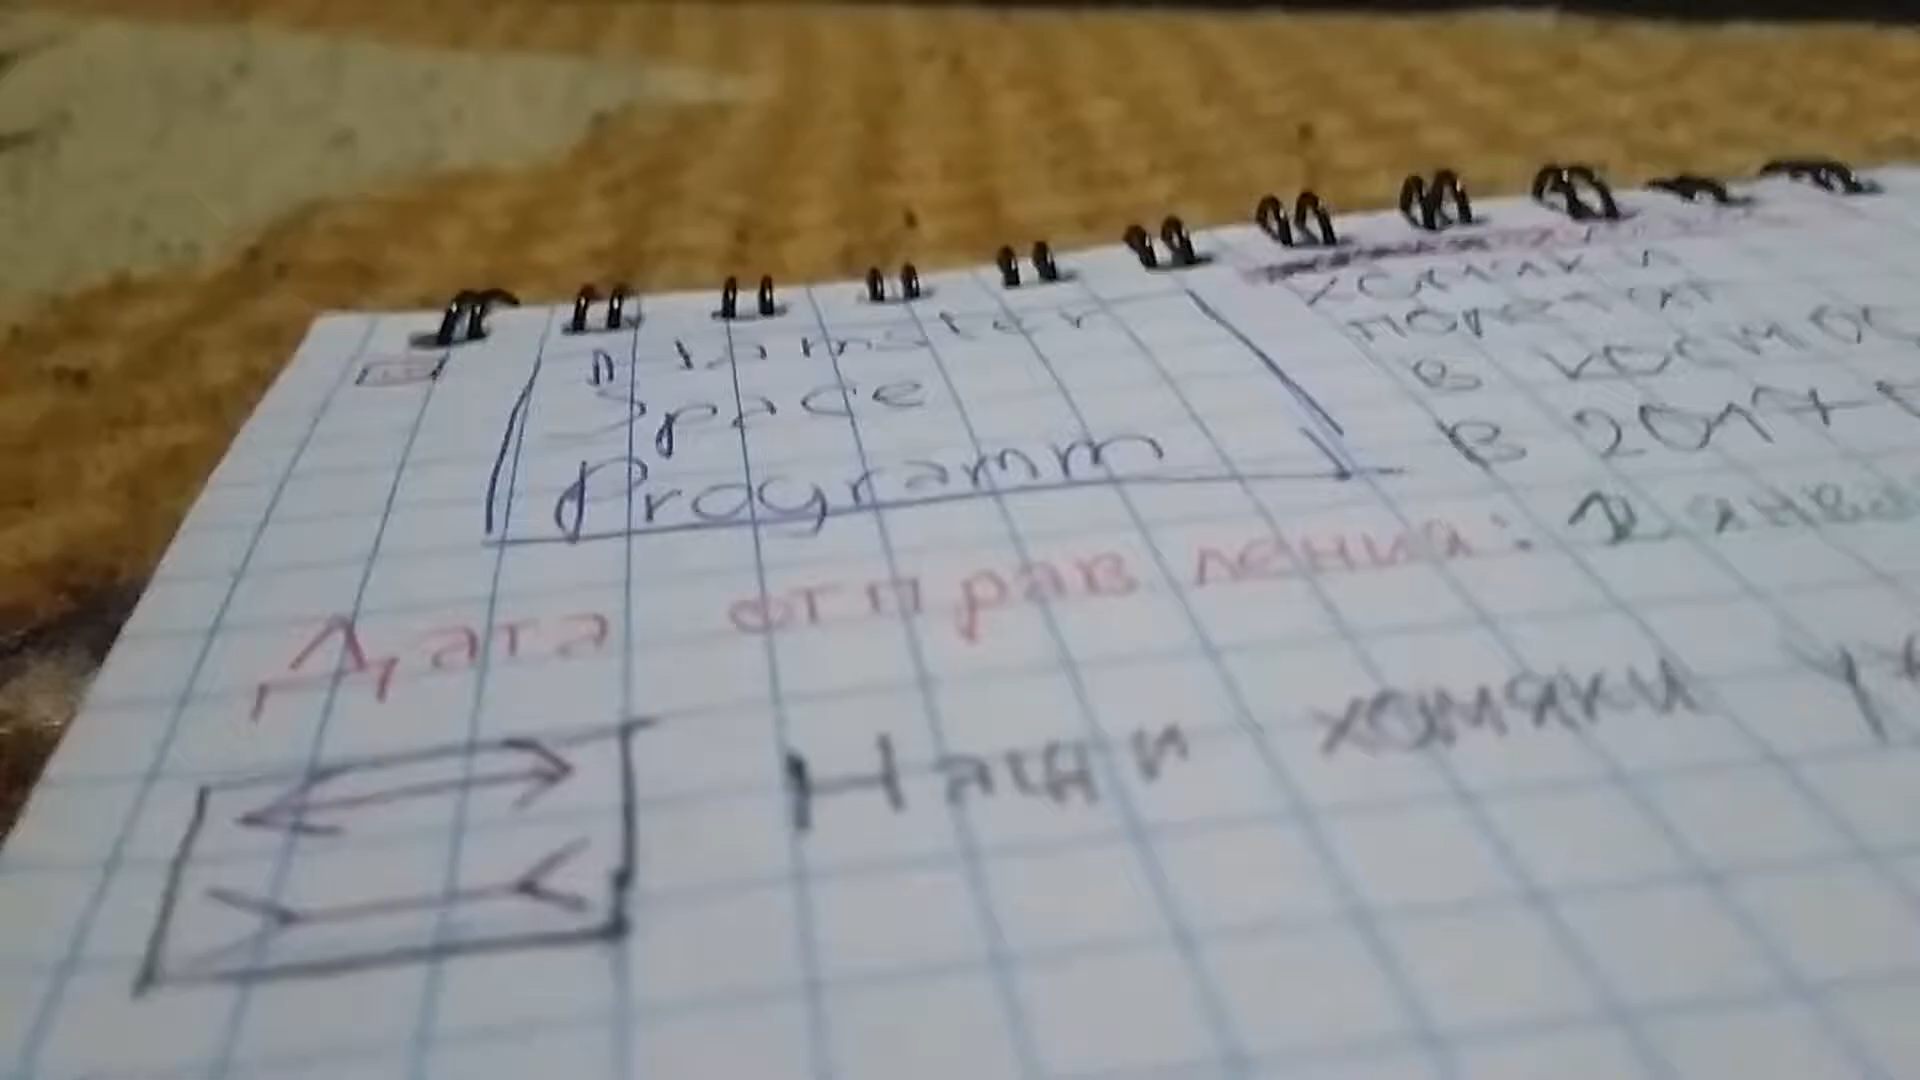 Hamster
Space
Programm
хомяки
полетят
в космос
в 2017
Дата отправления:
Наши хомяки